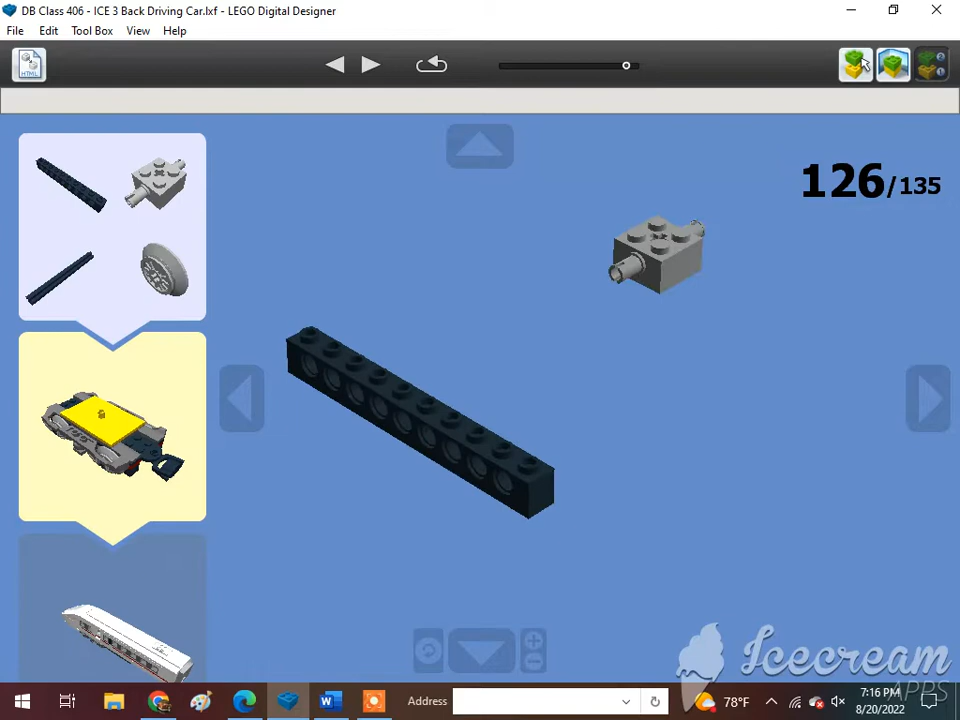 DB Class 406 - ICE 3 Back Driving Car.lxf - LEGO Digital Designer
File Edit Tool Box View Help
HTML
126/135
Icecream
APPS
Address
78°F
7:16 PM
8/20/2022